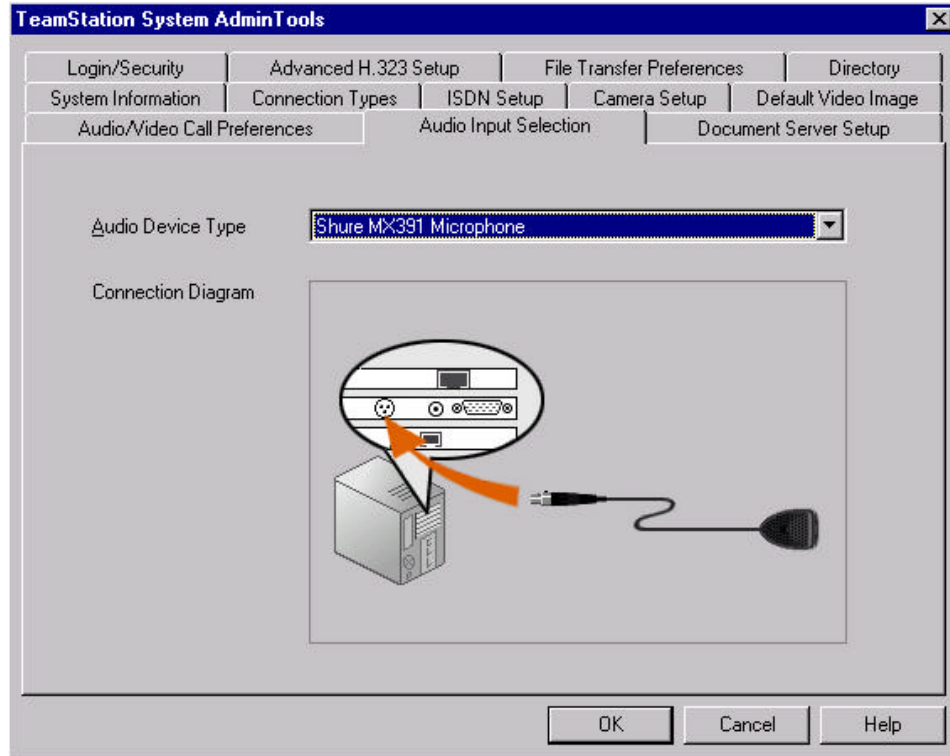 TeamStation System AdminTools
Login/Security Advanced H.323 Setup File Transfer Preferences Directory
System Information Connection Types ISDN Setup Camera Setup Default Video Image
Audio/Video Call Preferences Audio Input Selection Document Server Setup
Audio Device Type Shure MX391 Microphone
Connection Diagram
OK Cancel Help